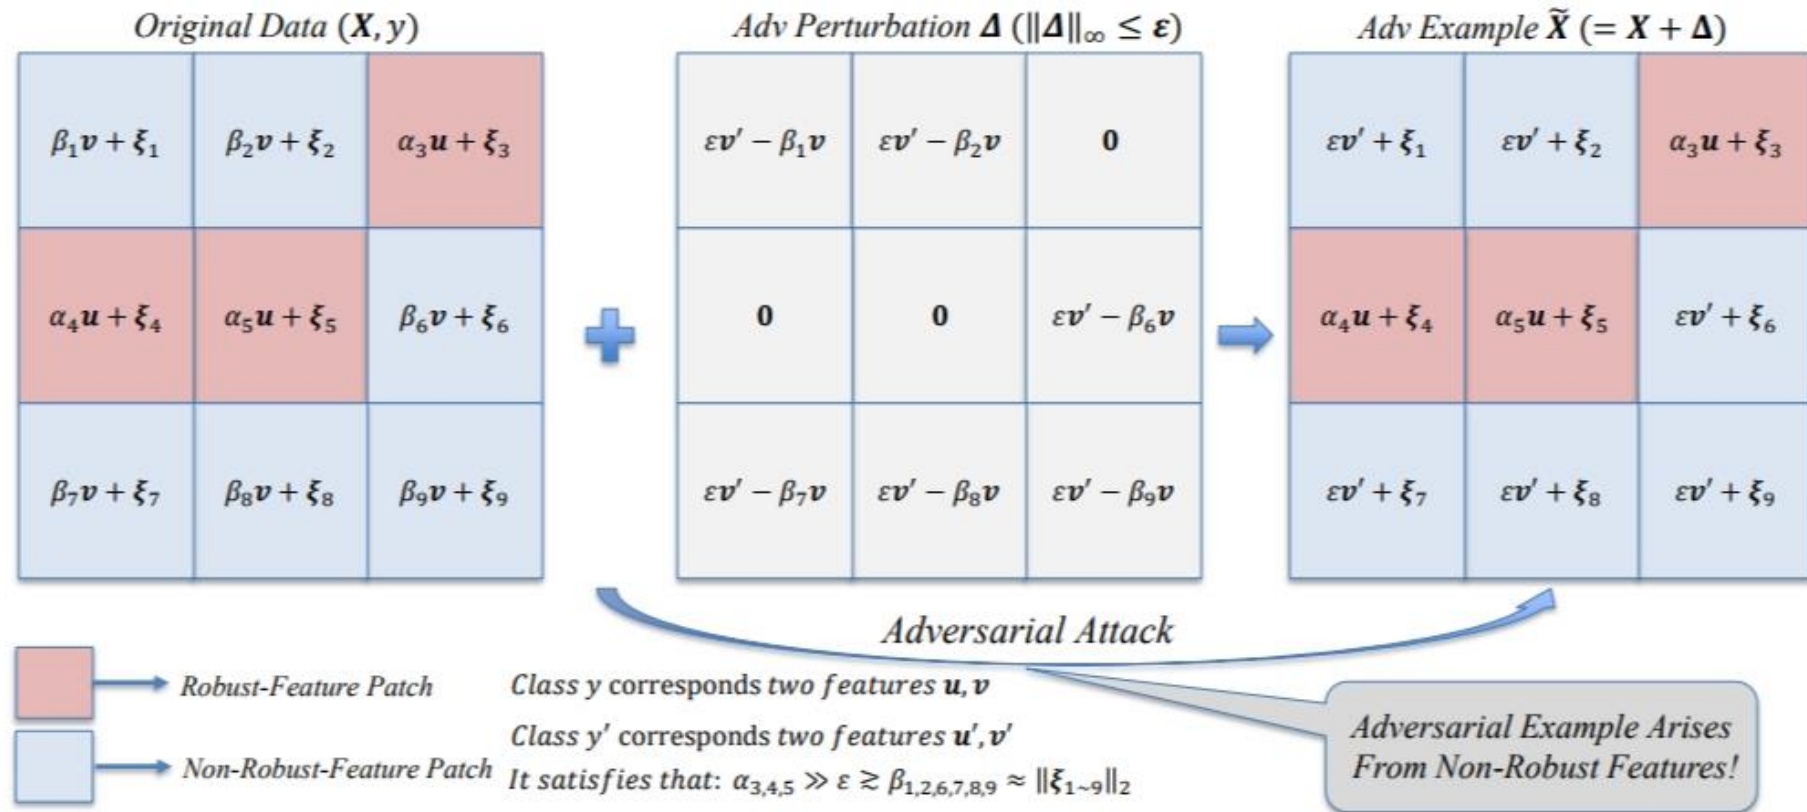 Original Data (X, y)
Adv Perturbation Δ (‖Δ‖∞ ≤ ε)
Adv Example X̃ (= X + Δ)
β₁v + ξ₁
β₂v + ξ₂
α₃u + ξ₃
εv′ − β₁v
εv′ − β₂v
0
εv′ + ξ₁
εv′ + ξ₂
α₃u + ξ₃
α₄u + ξ₄
α₅u + ξ₅
β₆v + ξ₆
0
0
εv′ − β₆v
α₄u + ξ₄
α₅u + ξ₅
εv′ + ξ₆
β₇v + ξ₇
β₈v + ξ₈
β₉v + ξ₉
εv′ − β₇v
εv′ − β₈v
εv′ − β₉v
εv′ + ξ₇
εv′ + ξ₈
εv′ + ξ₉
Adversarial Attack
Robust-Feature Patch
Class y corresponds two features u, v
Class y′ corresponds two features u′, v′
Non-Robust-Feature Patch
It satisfies that: α₃,₄,₅ ≫ ε ≳ β₁,₂,₆,₇,₈,₉ ≈ ‖ξ₁~₉‖₂
Adversarial Example Arises
From Non-Robust Features!